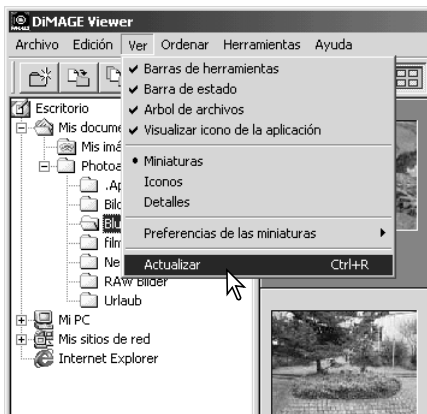 DiMAGE Viewer
Archivo Edición Ver Ordenar Herramientas Ayuda
Barras de herramientas
Barra de estado
Arbol de archivos
Visualizar icono de la aplicación
Miniaturas
Iconos
Detalles
Preferencias de las miniaturas
Actualizar Ctrl+R
Escritorio
Mis docume
Mis imá
Photoa
.Ap
Bild
Blu
film
Ne
RAW Bilder
Urlaub
Mi PC
Mis sitios de red
Internet Explorer